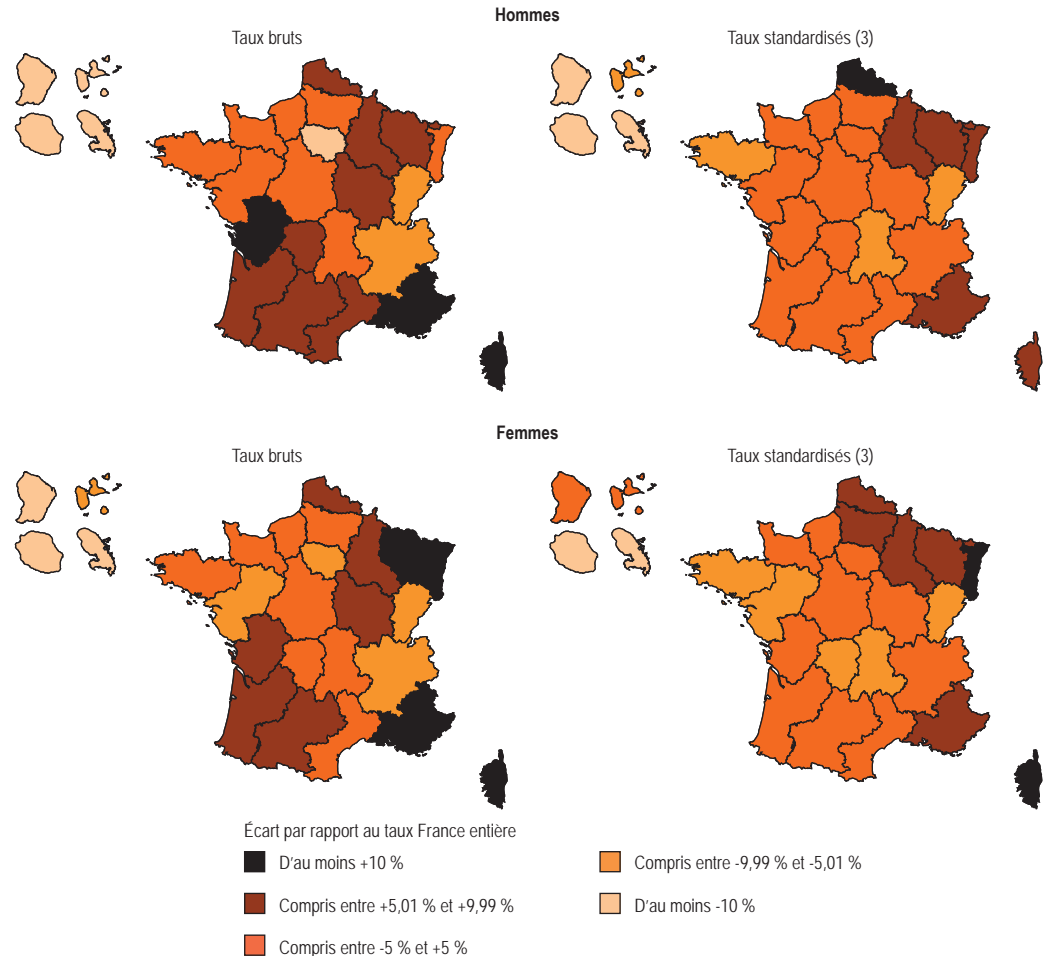 Hommes
Taux bruts
Taux standardisés (3)
Femmes
Taux bruts
Taux standardisés (3)
Écart par rapport au taux France entière
D'au moins +10 %
Compris entre +5,01 % et +9,99 %
Compris entre -5 % et +5 %
Compris entre -9,99 % et -5,01 %
D'au moins -10 %